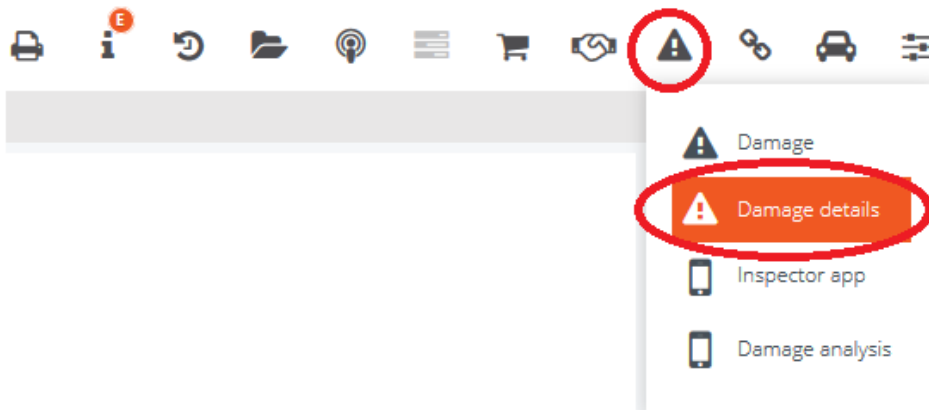 E
Damage
Damage details
Inspector app
Damage analysis